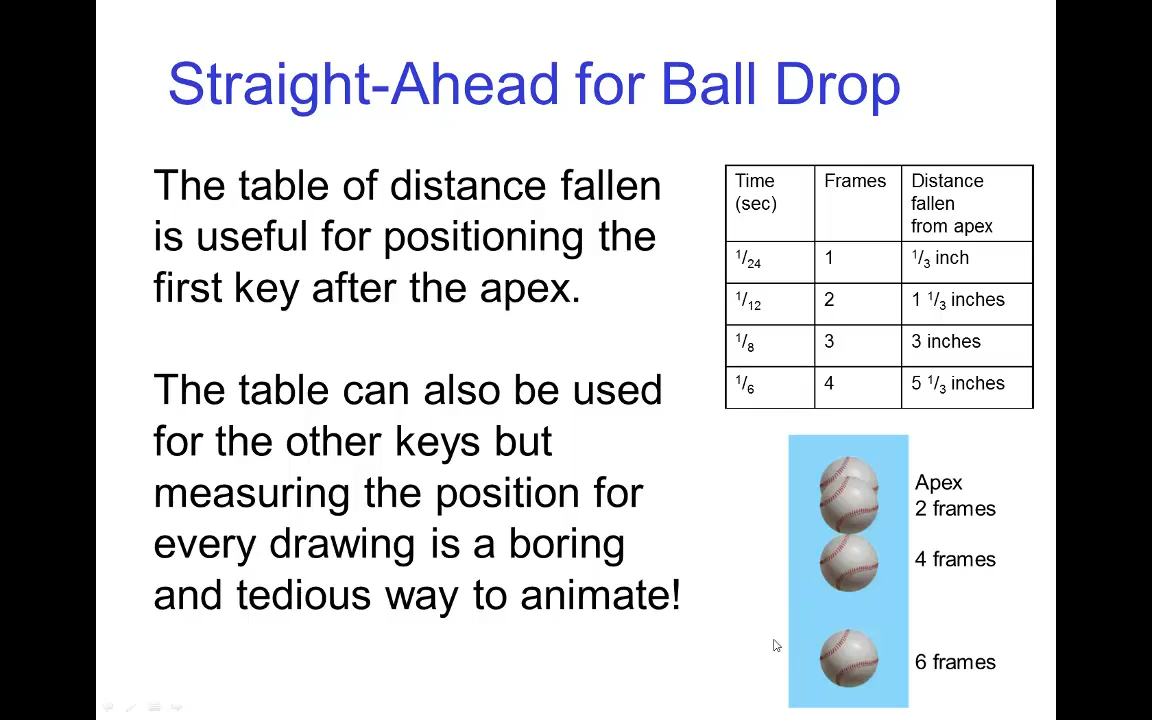 Straight-Ahead for Ball Drop
The table of distance fallen
is useful for positioning the
first key after the apex.
The table can also be used
for the other keys but
measuring the position for
every drawing is a boring
and tedious way to animate!
Time (sec) Frames Distance fallen from apex
1/24 1 1/3 inch
1/12 2 1 1/3 inches
1/8 3 3 inches
1/6 4 5 1/3 inches
Apex
2 frames
4 frames
6 frames